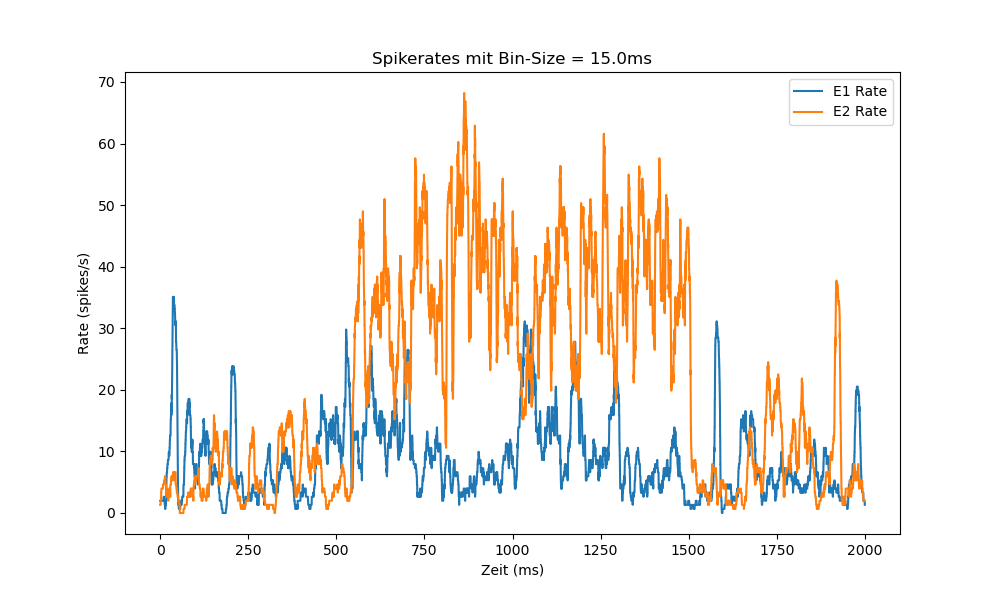 Spikerates mit Bin-Size = 15.0ms
E1 Rate
E2 Rate
Rate (spikes/s)
70
60
50
40
30
20
10
0
0 250 500 750 1000 1250 1500 1750 2000
Zeit (ms)